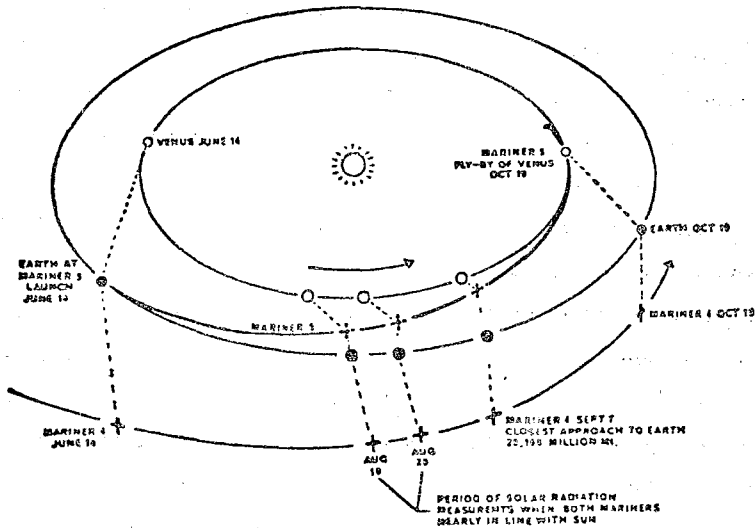 VENUS JUNE 14
MARINER 5
FLY-BY OF VENUS
OCT 19
EARTH OCT 19
EARTH AT
MARINER 5
LAUNCH
JUNE 14
MARINER 5
MARINER 4 OCT 19
MARINER 4
JUNE 14
MARINER 4 SEPT 7
CLOSEST APPROACH TO EARTH
MILLION MI.
AUG
19
AUG
25
PERIOD OF SOLAR RADIATION
MEASUREMENTS WHEN BOTH MARINERS
NEARLY IN LINE WITH SUN